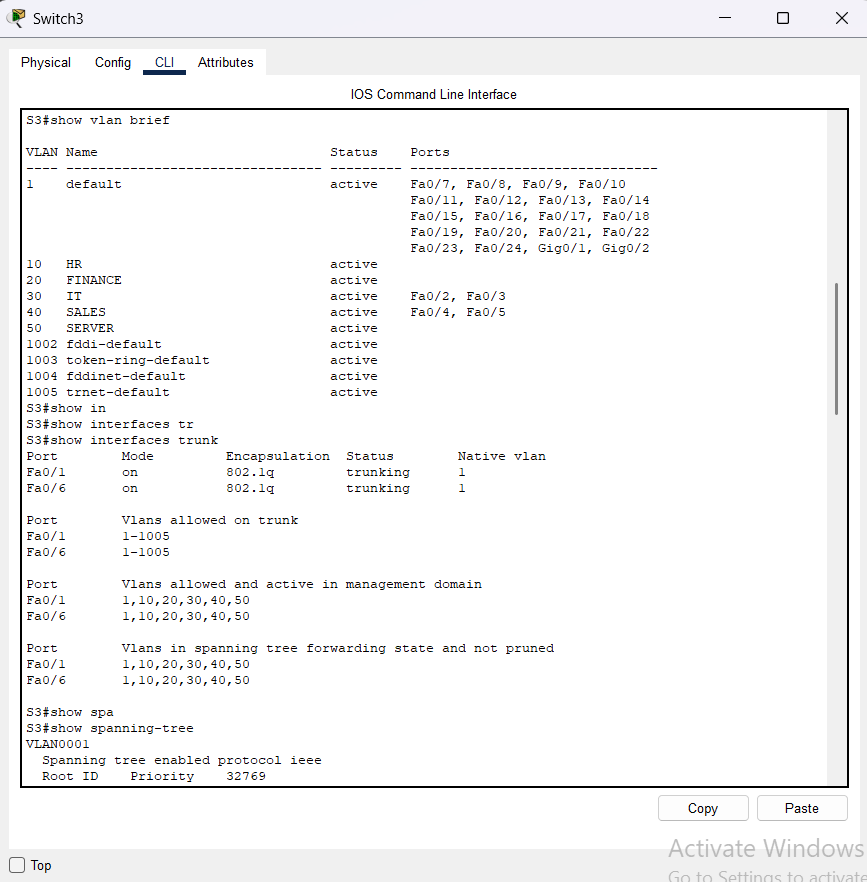 Switch3
Physical Config CLI Attributes
IOS Command Line Interface
S3#show vlan brief
VLAN Name                             Status    Ports
---- -------------------------------- --------- -------------------------------
1    default                          active    Fa0/7, Fa0/8, Fa0/9, Fa0/10
                                                Fa0/11, Fa0/12, Fa0/13, Fa0/14
                                                Fa0/15, Fa0/16, Fa0/17, Fa0/18
                                                Fa0/19, Fa0/20, Fa0/21, Fa0/22
                                                Fa0/23, Fa0/24, Gig0/1, Gig0/2
10   HR                               active
20   FINANCE                          active
30   IT                               active    Fa0/2, Fa0/3
40   SALES                            active    Fa0/4, Fa0/5
50   SERVER                           active
1002 fddi-default                     active
1003 token-ring-default               active
1004 fddinet-default                  active
1005 trnet-default                    active
S3#show in
S3#show interfaces tr
S3#show interfaces trunk
Port        Mode         Encapsulation  Status        Native vlan
Fa0/1       on           802.1q         trunking      1
Fa0/6       on           802.1q         trunking      1
Port        Vlans allowed on trunk
Fa0/1       1-1005
Fa0/6       1-1005
Port        Vlans allowed and active in management domain
Fa0/1       1,10,20,30,40,50
Fa0/6       1,10,20,30,40,50
Port        Vlans in spanning tree forwarding state and not pruned
Fa0/1       1,10,20,30,40,50
Fa0/6       1,10,20,30,40,50
S3#show spa
S3#show spanning-tree
VLAN0001
  Spanning tree enabled protocol ieee
  Root ID    Priority    32769
Copy Paste
Activate Windows
Go to Settings to activate
Top